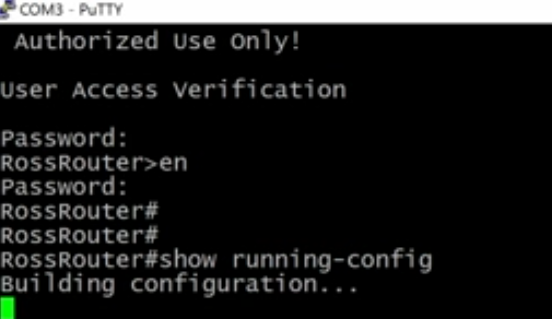 COM3 - PuTTY
Authorized Use Only!
User Access Verification
Password:
RossRouter>en
Password:
RossRouter#
RossRouter#
RossRouter#show running-config
Building configuration...